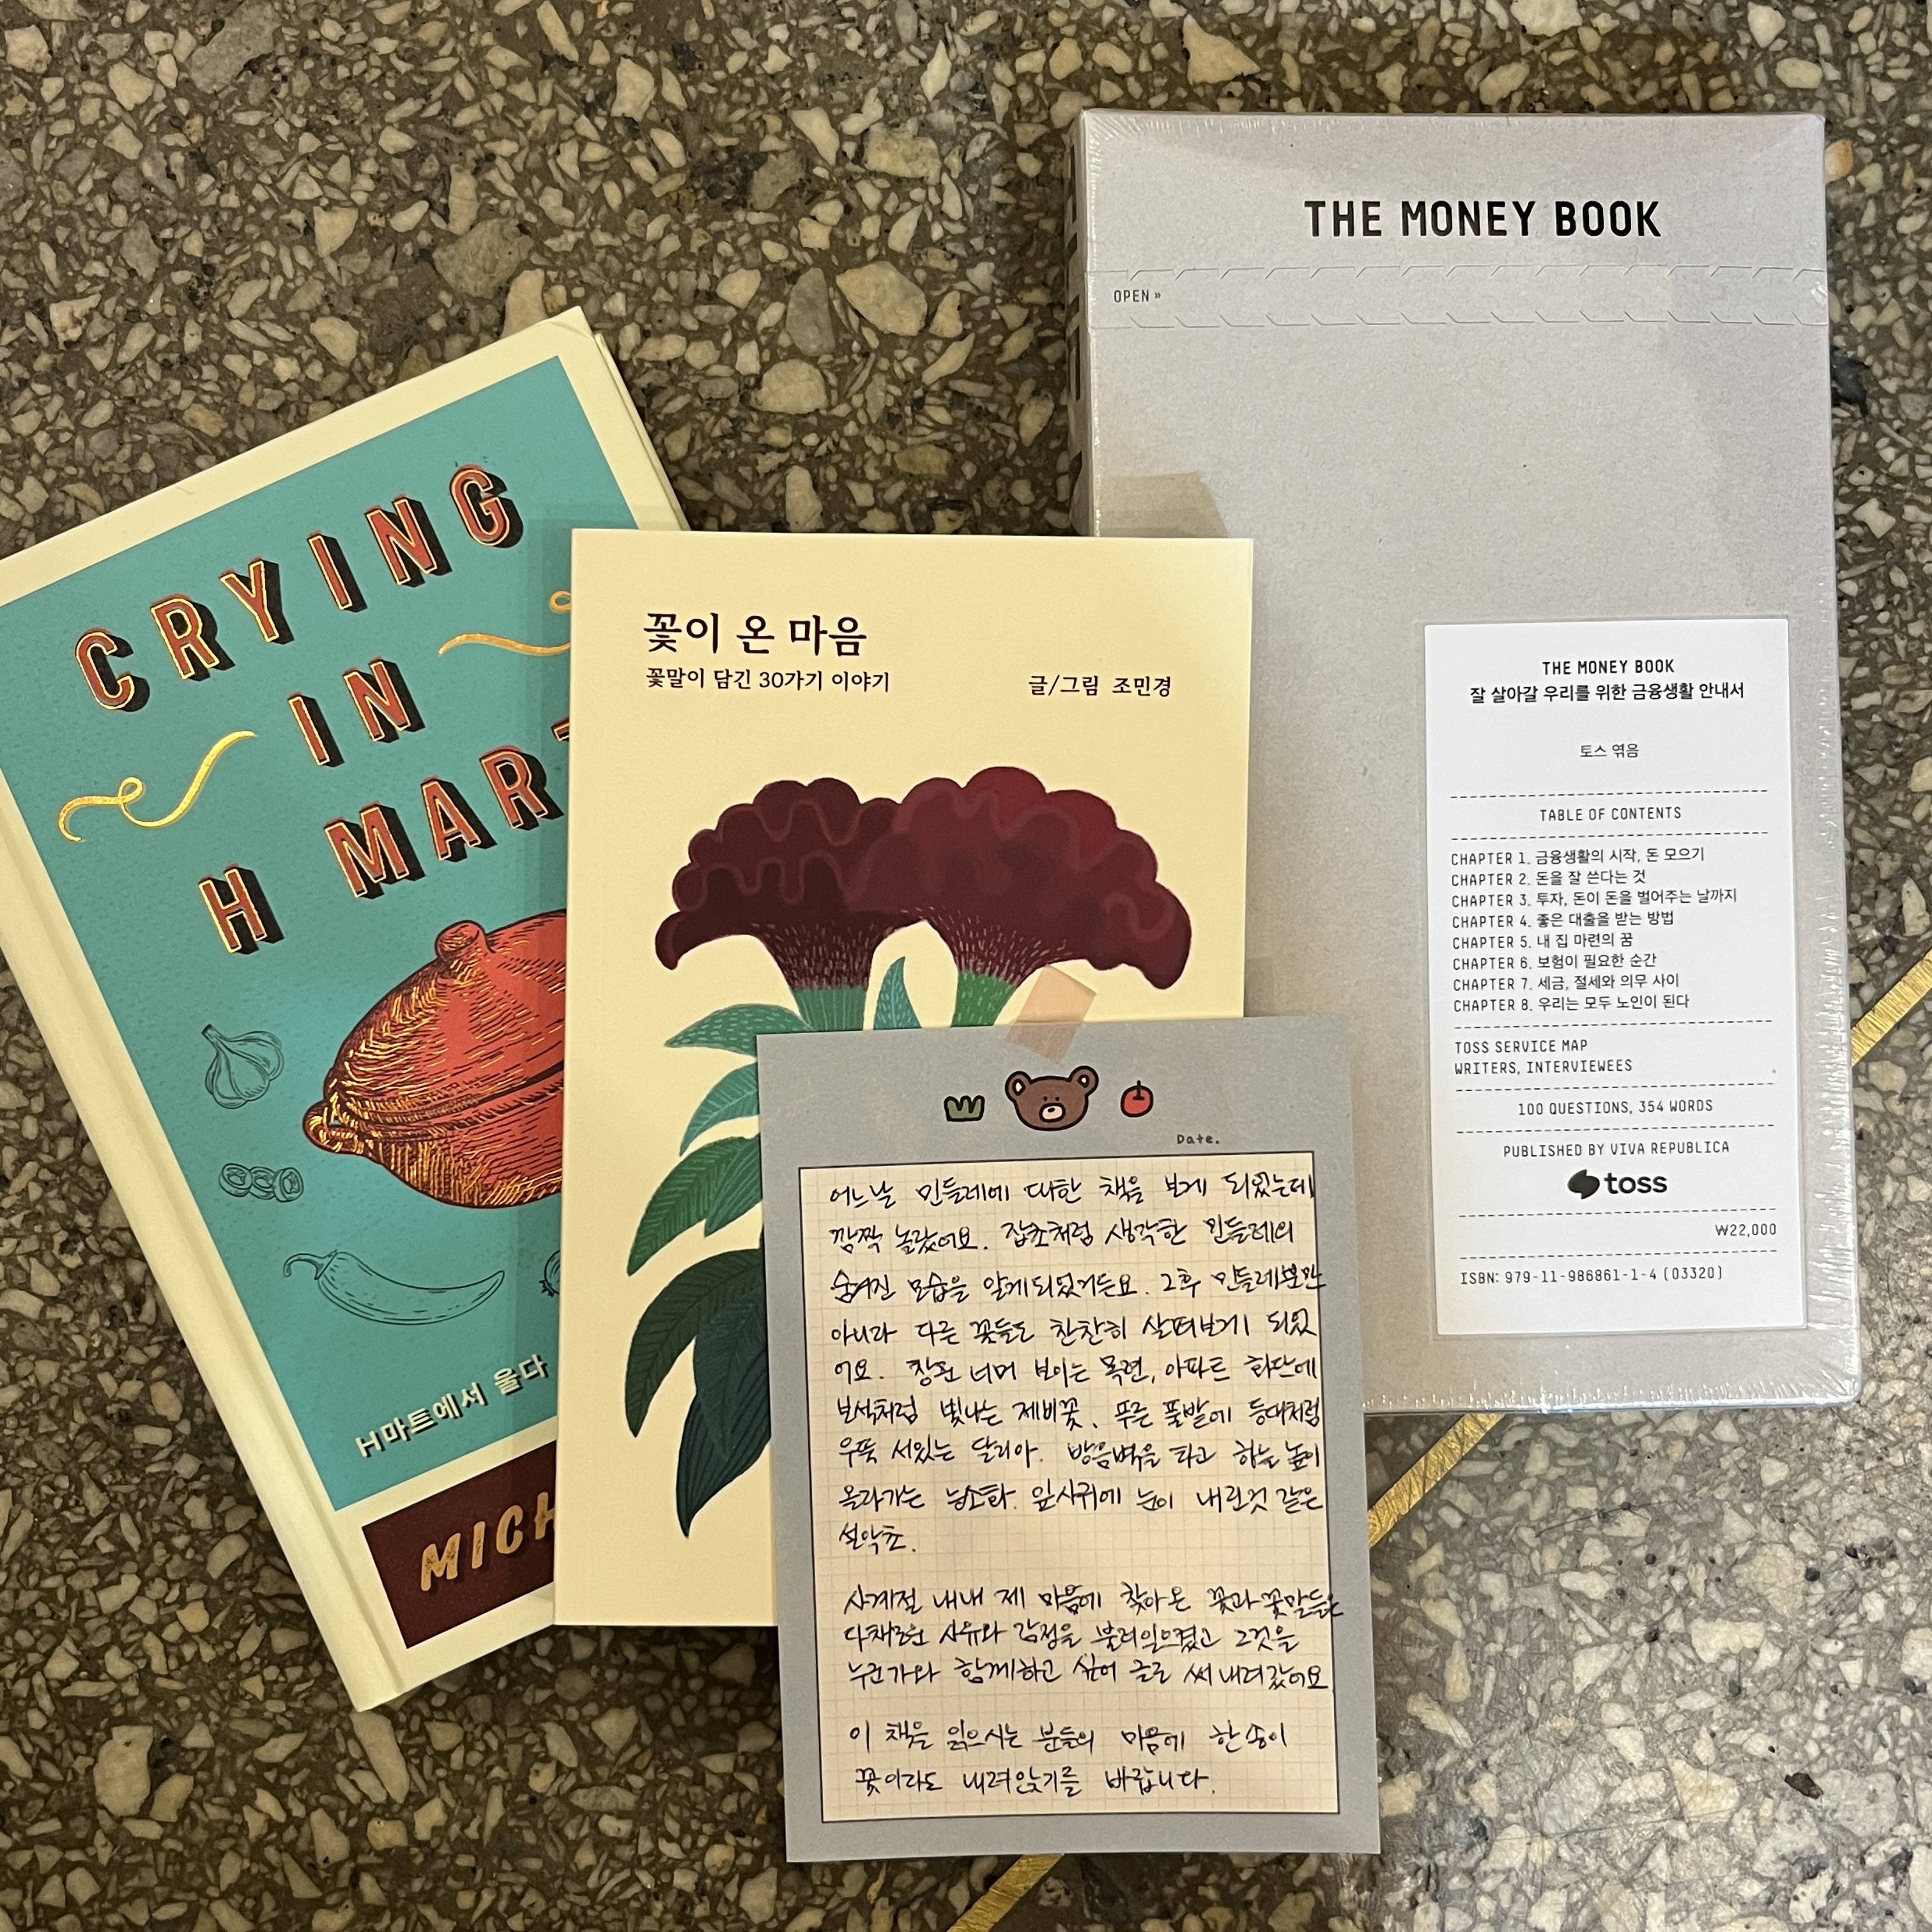 CRYING
IN
H MART
H마트에서 울다
MICH
꽃이 온 마음
꽃말이 담긴 30가기 이야기
글/그림 조민경
THE MONEY BOOK
OPEN »
THE MONEY BOOK
잘 살아갈 우리를 위한 금융생활 안내서
토스 엮음
TABLE OF CONTENTS
CHAPTER 1. 금융생활의 시작, 돈 모으기
CHAPTER 2. 돈을 잘 쓴다는 것
CHAPTER 3. 투자, 돈이 돈을 벌어주는 날까지
CHAPTER 4. 좋은 대출을 받는 방법
CHAPTER 5. 내 집 마련의 꿈
CHAPTER 6. 보험이 필요한 순간
CHAPTER 7. 세금, 절세와 의무 사이
CHAPTER 8. 우리는 모두 노인이 된다
TOSS SERVICE MAP
WRITERS, INTERVIEWEES
100 QUESTIONS, 354 WORDS
PUBLISHED BY VIVA REPUBLICA
toss
₩22,000
ISBN: 979-11-986861-1-4 (03320)
Date.
어느날 민들레에 대한 책을 보게 되었는데
깜짝 놀랐어요. 잡초처럼 생각한 민들레의
숨겨진 모습을 알게되었거든요. 그후 민들레뿐만
아니라 다른 꽃들도 찬찬히 살펴보게 되었
어요. 창문 너머 보이는 목련, 아파트 화단에
보석처럼 빛나는 제비꽃. 푸른 풀밭에 등대처럼
우뚝 서있는 달리아. 방음벽을 타고 하늘 높이
올라가는 능소화. 잎사귀에 눈이 내린것 같은
설악초.
사계절 내내 제 마음에 찾아온 꽃과 꽃말들은
다채로운 사유와 감정을 불러일으켰고 그것을
누군가와 함께하고 싶어 글로 써내려갔어요.
이 책을 읽으시는 분들의 마음에 한송이
꽃이라도 내려앉기를 바랍니다.